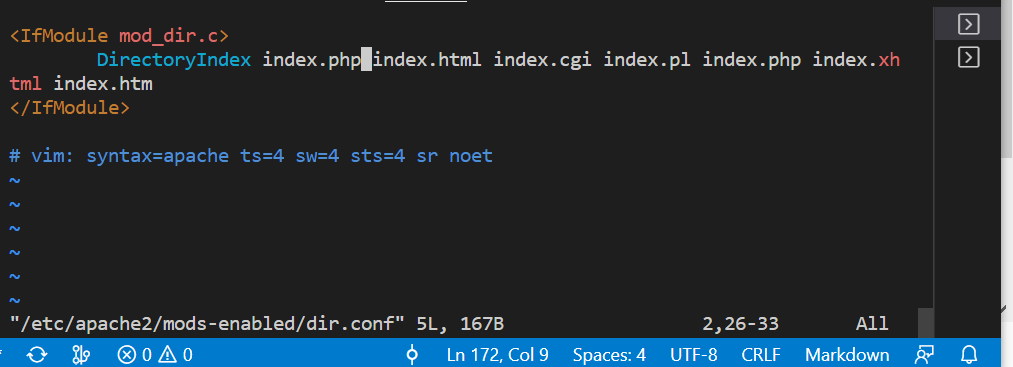 <IfModule mod_dir.c>
        DirectoryIndex index.php index.html index.cgi index.pl index.php index.xh
tml index.htm
</IfModule>

# vim: syntax=apache ts=4 sw=4 sts=4 sr noet
~
~
~
~
~
~
"/etc/apache2/mods-enabled/dir.conf" 5L, 167B 2,26-33 All
0 0 Ln 172, Col 9 Spaces: 4 UTF-8 CRLF Markdown